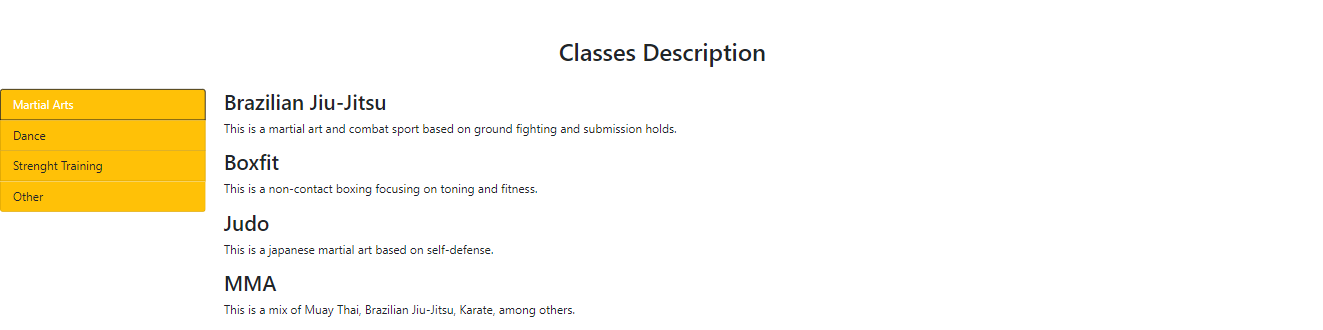 Classes Description
Martial Arts
Dance
Strenght Training
Other
Brazilian Jiu-Jitsu
This is a martial art and combat sport based on ground fighting and submission holds.
Boxfit
This is a non-contact boxing focusing on toning and fitness.
Judo
This is a japanese martial art based on self-defense.
MMA
This is a mix of Muay Thai, Brazilian Jiu-Jitsu, Karate, among others.